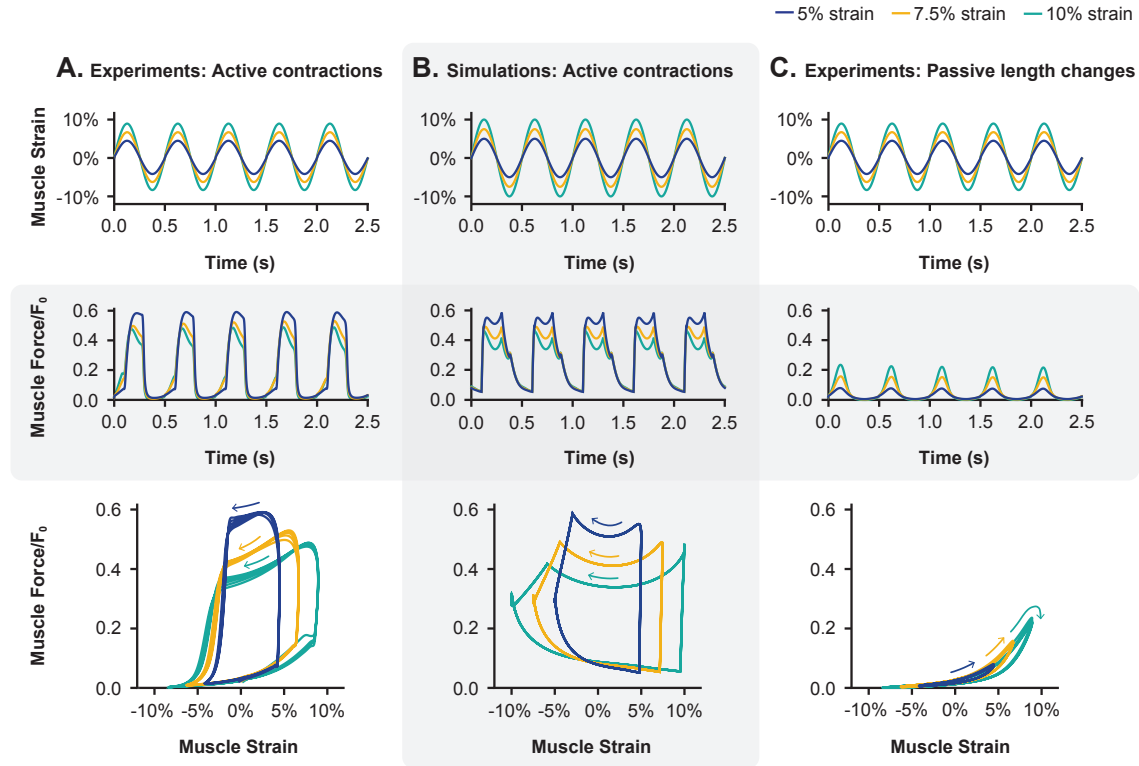 5% strain 7.5% strain 10% strain
A. Experiments: Active contractions
B. Simulations: Active contractions
C. Experiments: Passive length changes
Muscle Strain
10%
0%
-10%
0.0 0.5 1.0 1.5 2.0 2.5
Time (s)
10%
0%
-10%
0.0 0.5 1.0 1.5 2.0 2.5
Time (s)
10%
0%
-10%
0.0 0.5 1.0 1.5 2.0 2.5
Time (s)
Muscle Force/F0
0.6
0.4
0.2
0.0
0.0 0.5 1.0 1.5 2.0 2.5
Time (s)
0.6
0.4
0.2
0.0
0.0 0.5 1.0 1.5 2.0 2.5
Time (s)
0.6
0.4
0.2
0.0
0.0 0.5 1.0 1.5 2.0 2.5
Time (s)
Muscle Force/F0
0.6
0.4
0.2
0.0
-10% -5% 0% 5% 10%
Muscle Strain
0.6
0.4
0.2
0.0
-10% -5% 0% 5% 10%
Muscle Strain
0.6
0.4
0.2
0.0
-10% -5% 0% 5% 10%
Muscle Strain